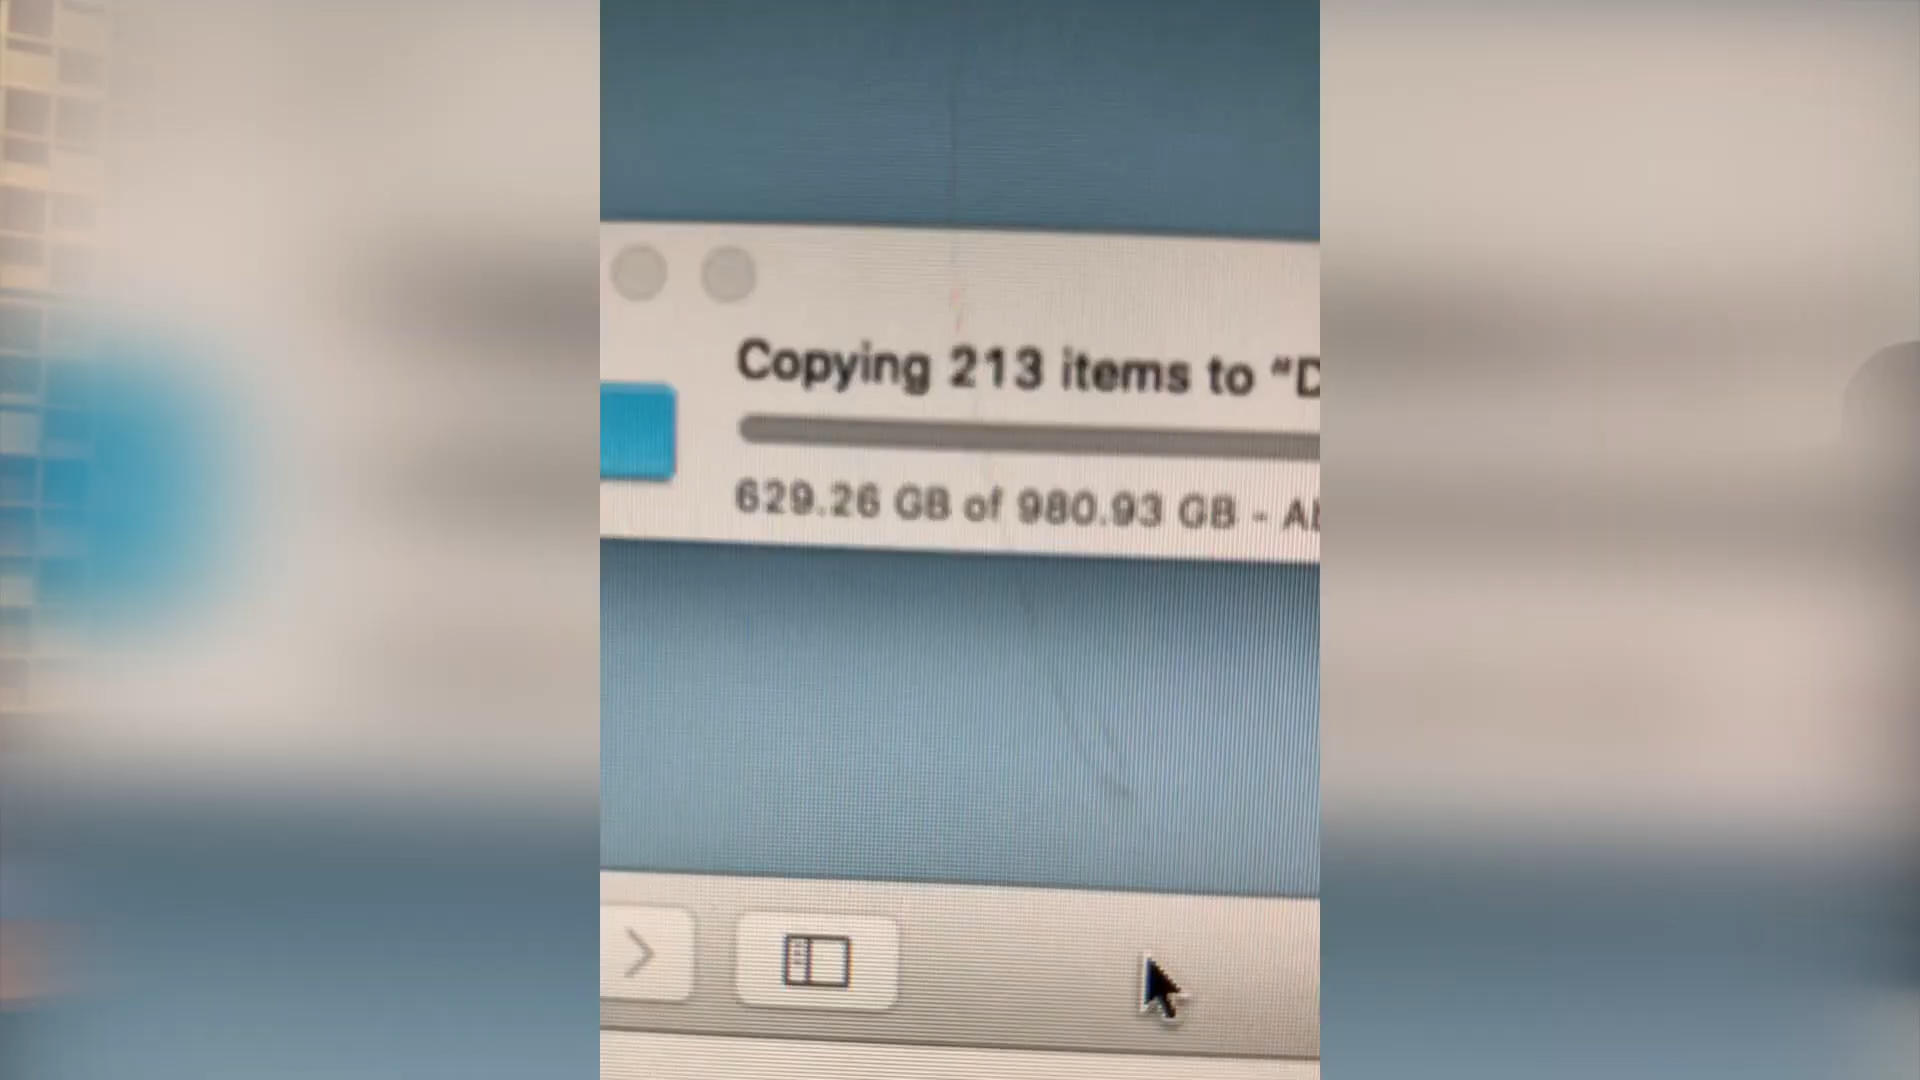 Copying 213 items to “D
629.26 GB of 980.93 GB -